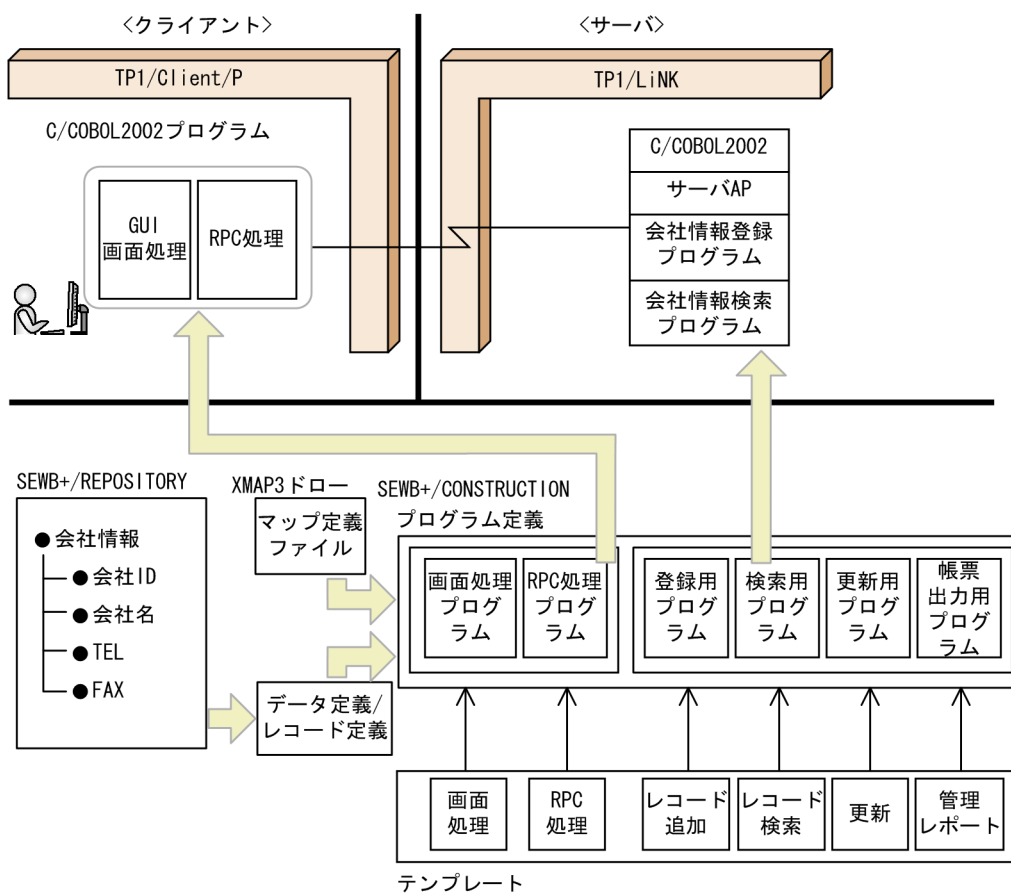 〈クライアント〉
〈サーバ〉
TP1/Client/P
TP1/LiNK
C/COBOL2002プログラム
GUI
画面処理
RPC処理
C/COBOL2002
サーバAP
会社情報登録
プログラム
会社情報検索
プログラム
SEWB+/REPOSITORY
会社情報
会社ID
会社名
TEL
FAX
XMAP3ドロー
マップ定義
ファイル
データ定義/
レコード定義
SEWB+/CONSTRUCTION
プログラム定義
画面処理
プログ
ラム
RPC処理
プログ
ラム
登録用
プログ
ラム
検索用
プログ
ラム
更新用
プログ
ラム
帳票
出力用
プログ
ラム
画面
処理
RPC
処理
レコード
追加
レコード
検索
更新
管理
レポート
テンプレート